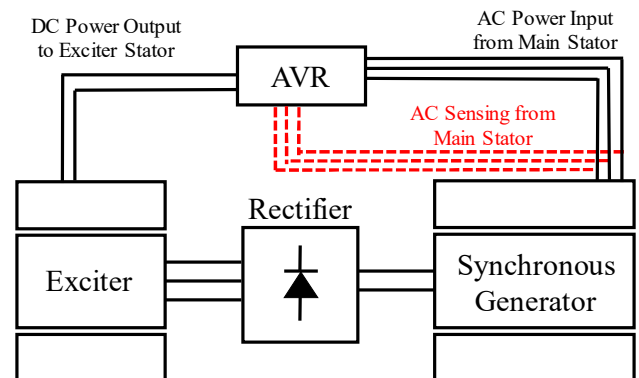 DC Power Output
to Exciter Stator
AVR
AC Power Input
from Main Stator
AC Sensing from
Main Stator
Rectifier
Exciter
Synchronous
Generator